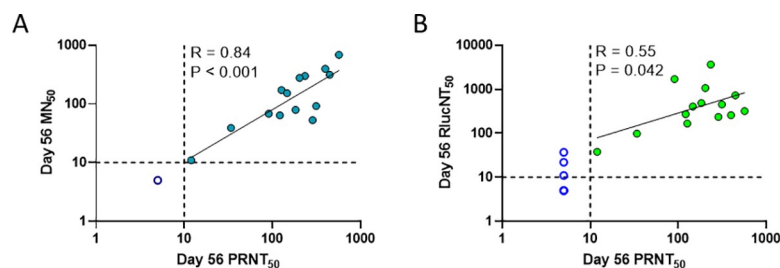 A
Day 56 MN50
1000
100
10
1
R = 0.84
P < 0.001
1
10
100
1000
Day 56 PRNT50
B
Day 56 RlucNT50
10000
1000
100
10
1
R = 0.55
P = 0.042
1
10
100
1000
Day 56 PRNT50